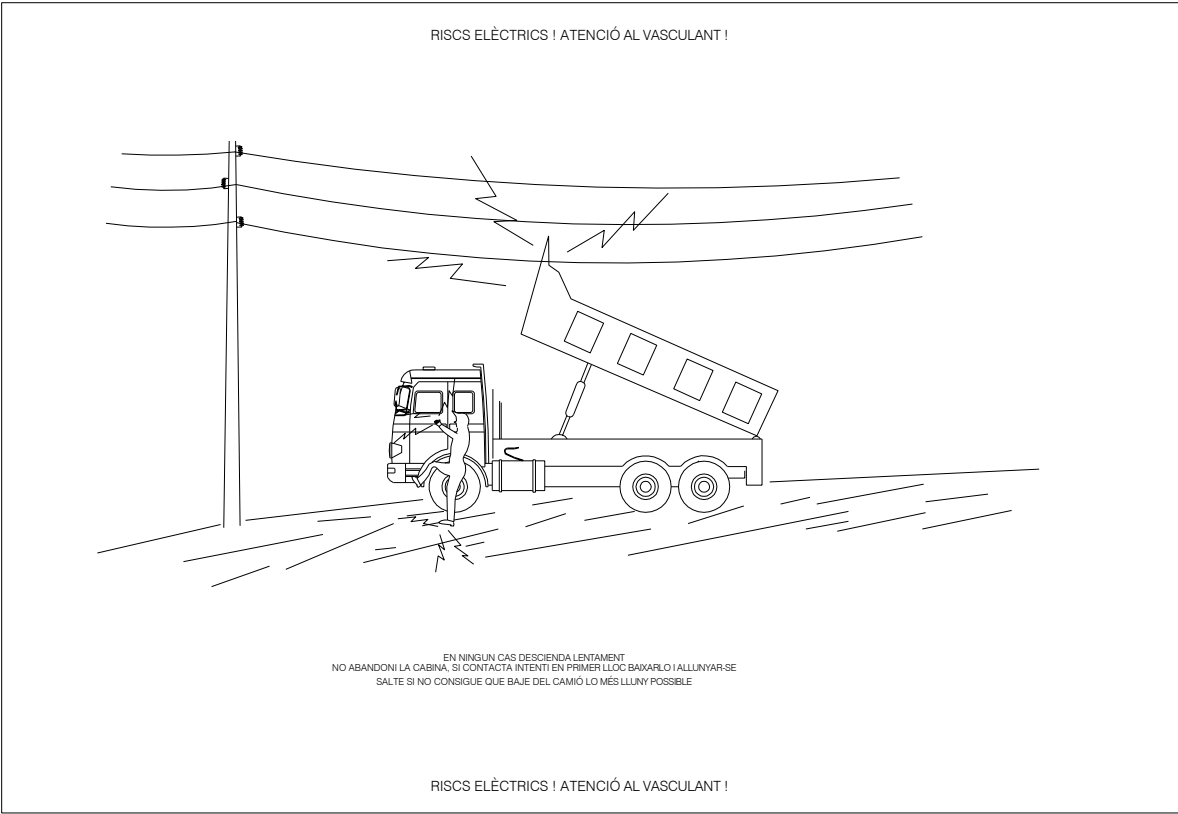 RISCS ELÈCTRICS ! ATENCIÓ AL VASCULANT !
EN NINGUN CAS DESCIENDA LENTAMENT
NO ABANDONI LA CABINA, SI CONTACTA INTENTI EN PRIMER LLOC BAIXARLO I ALLUNYAR-SE
SALTE SI NO CONSIGUE QUE BAJE DEL CAMIÓ LO MÉS LLUNY POSSIBLE
RISCS ELÈCTRICS ! ATENCIÓ AL VASCULANT !